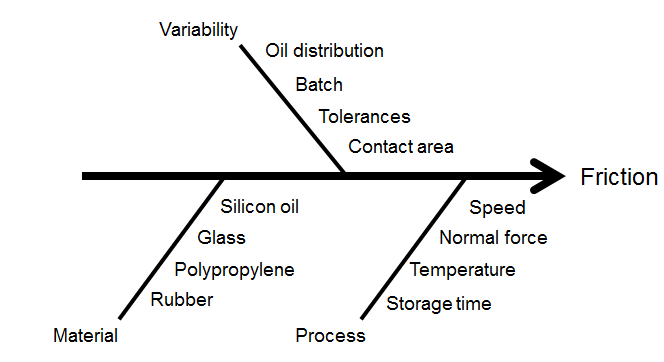 Variability
Oil distribution
Batch
Tolerances
Contact area
Friction
Silicon oil
Glass
Polypropylene
Rubber
Material
Speed
Normal force
Temperature
Storage time
Process